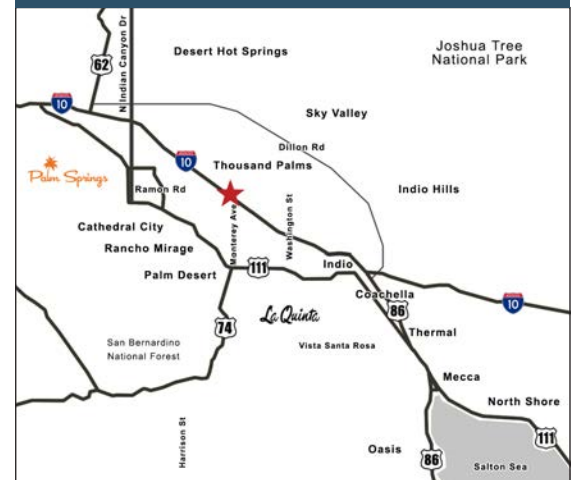 N Indian Canyon Dr
62
Desert Hot Springs
Joshua Tree
National Park
10
Sky Valley
Dillon Rd
10
Thousand Palms
Palm Springs
Ramon Rd
Indio Hills
Cathedral City
Rancho Mirage
Monterey Ave
Washington St
Palm Desert
111
Indio
Coachella
10
86
74
La Quinta
Thermal
San Bernardino
National Forest
Vista Santa Rosa
Mecca
North Shore
Harrison St
111
Oasis
86
Salton Sea